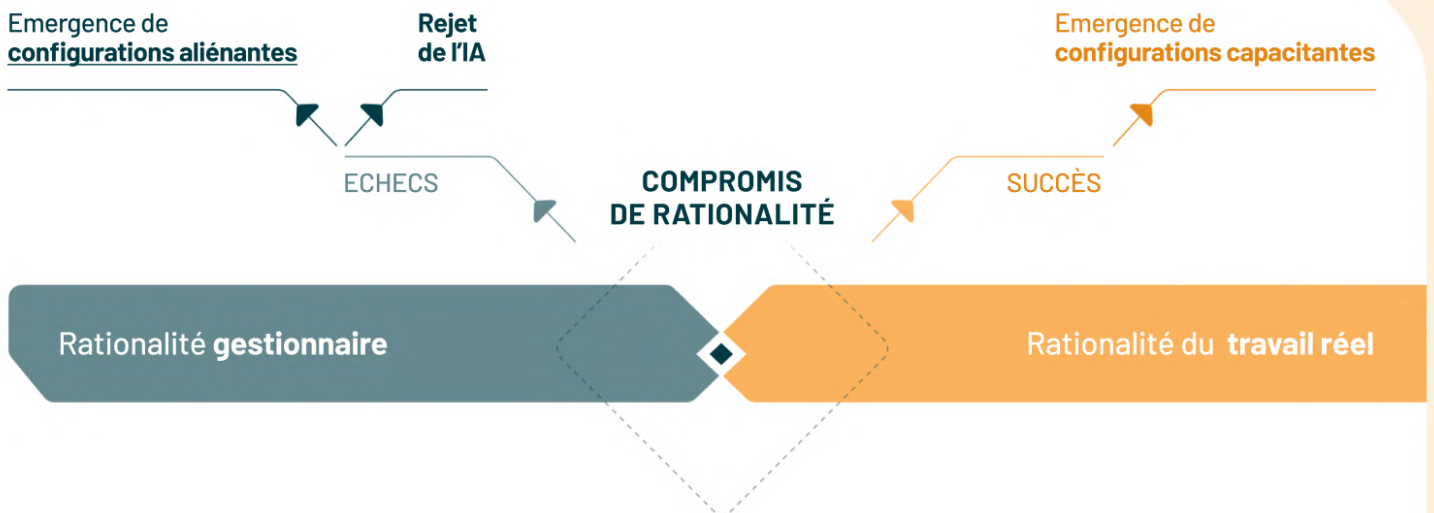 Emergence de
configurations aliénantes
Rejet
de l'IA
Emergence de
configurations capacitantes
ECHECS
COMPROMIS
DE RATIONALITÉ
SUCCÈS
Rationalité gestionnaire
Rationalité du travail réel